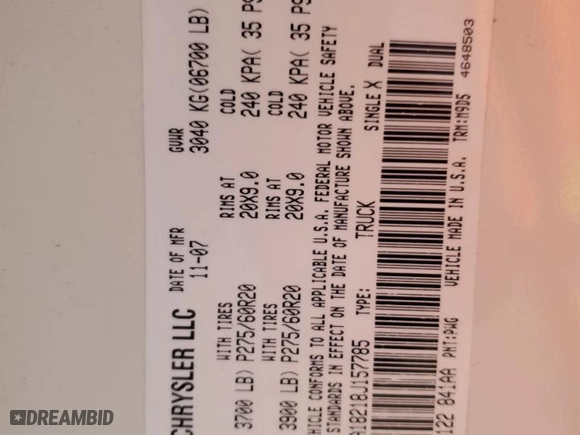 CHRYSLER LLC
DATE OF MFR GVWR
11-07 3040 KG(06700 LB)
WITH TIRES RIMS AT COLD
3700 LB) P275/60R20 20X9.0 240 KPA( 35 PS
WITH TIRES RIMS AT COLD
3900 LB) P275/60R20 20X9.0 240 KPA( 35 PS
HICLE CONFORMS TO ALL APPLICABLE U.S.A. FEDERAL MOTOR VEHICLE SAFETY
STANDARDS IN EFFECT ON THE DATE OF MANUFACTURE SHOWN ABOVE.
A18218J157785 TYPE: TRUCK SINGLE X DUAL
122 841AA PNT:PWG VEHICLE MADE IN U.S.A. TRM:M9D5
4648503
DREAMBID